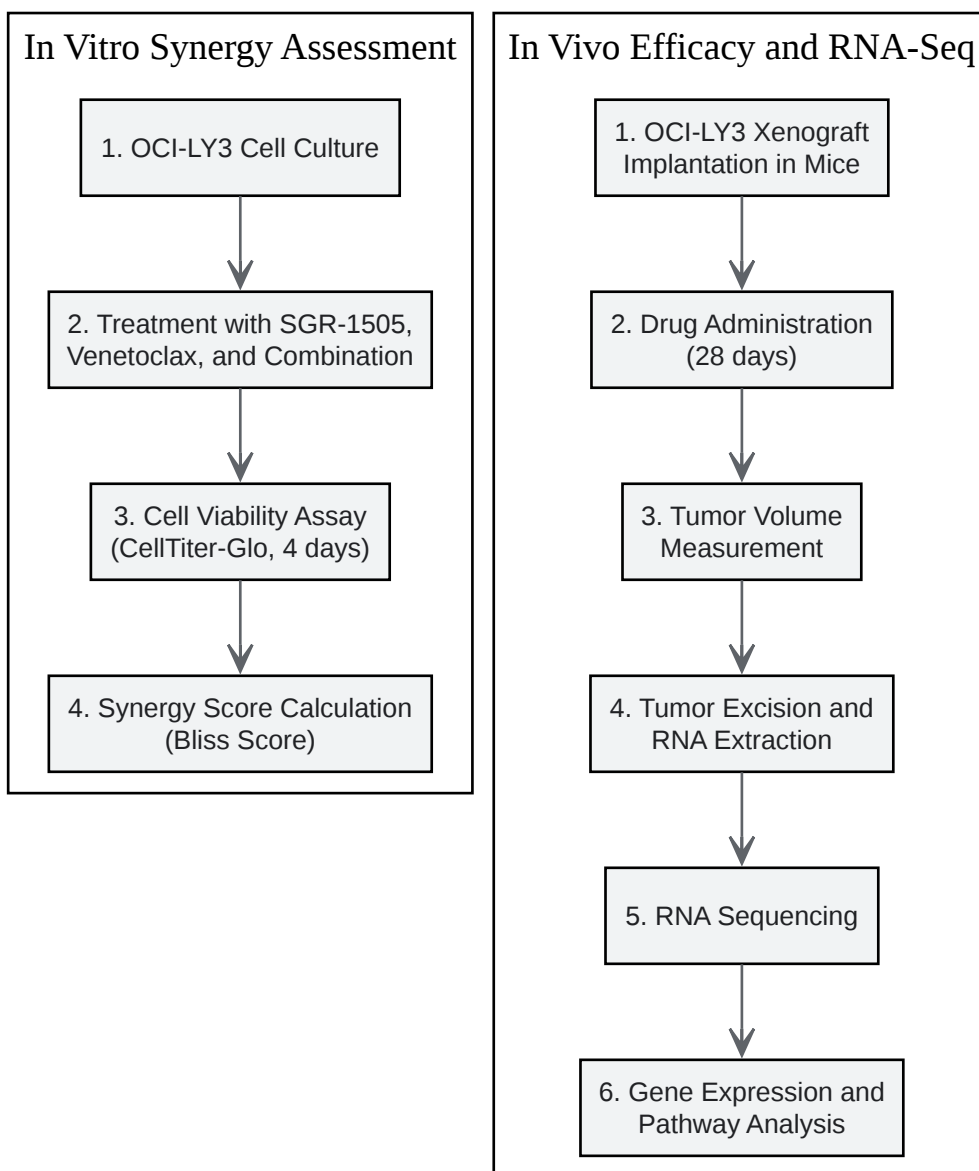 In Vitro Synergy Assessment
1. OCI-LY3 Cell Culture
2. Treatment with SGR-1505,
Venetoclax, and Combination
3. Cell Viability Assay
(CellTiter-Glo, 4 days)
4. Synergy Score Calculation
(Bliss Score)
In Vivo Efficacy and RNA-Seq
1. OCI-LY3 Xenograft
Implantation in Mice
2. Drug Administration
(28 days)
3. Tumor Volume
Measurement
4. Tumor Excision and
RNA Extraction
5. RNA Sequencing
6. Gene Expression and
Pathway Analysis